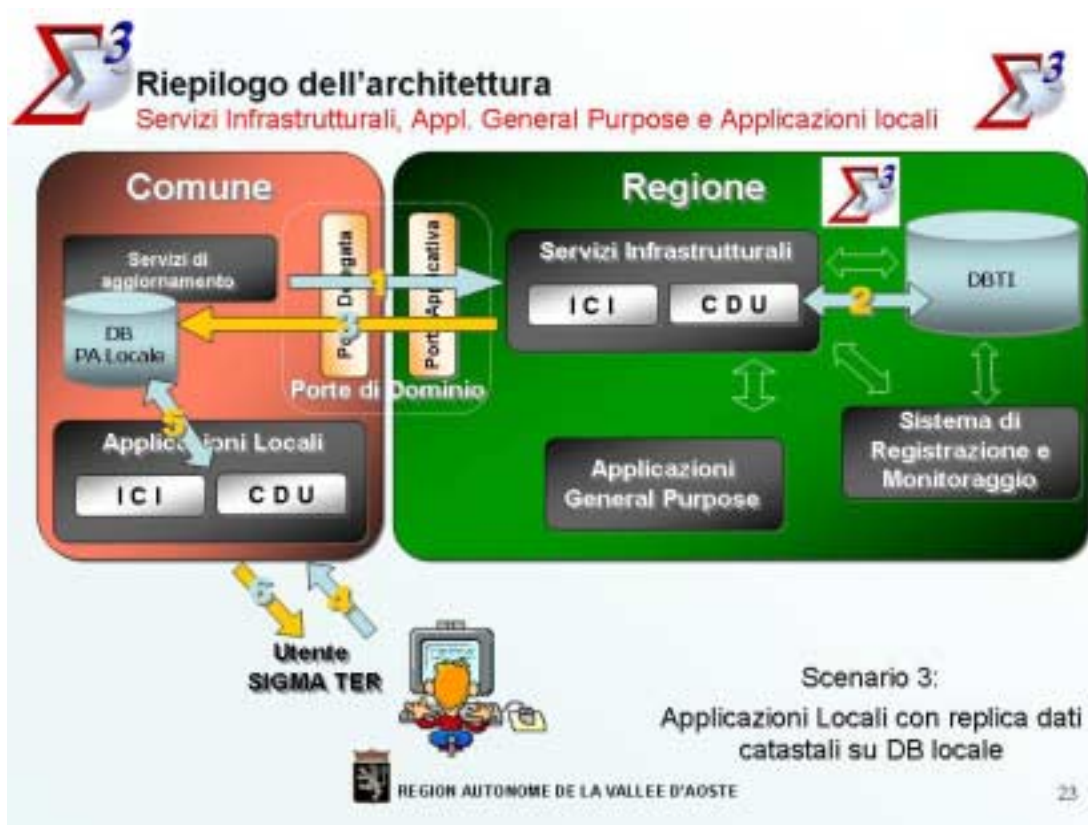 Σ3
Riepilogo dell'architettura
Servizi Infrastrutturali, Appl. General Purpose e Applicazioni locali
Σ3
Comune
Regione
Σ3
Servizi di
aggiornamento
DB
PA Locale
Porta Delegata
Porta Applicativa
Porte di Dominio
1
3
Servizi Infrastrutturali
ICI
CDU
2
DBTI
5
Applicazioni Locali
ICI
CDU
Applicazioni
General Purpose
Sistema di
Registrazione e
Monitoraggio
6
4
Utente
SIGMA TER
Scenario 3:
Applicazioni Locali con replica dati
catastali su DB locale
REGION AUTONOME DE LA VALLEE D'AOSTE
23